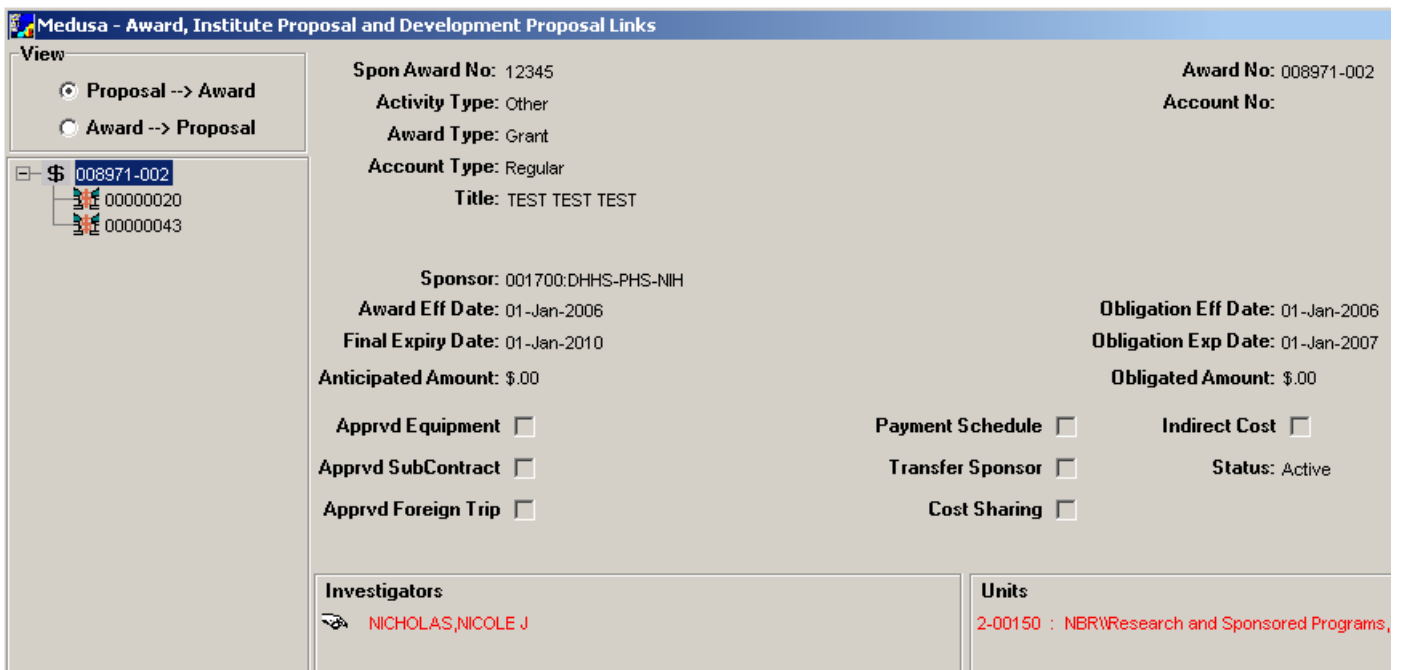 Medusa - Award, Institute Proposal and Development Proposal Links
View
Proposal --> Award
Award --> Proposal
008971-002
00000020
00000043
Spon Award No: 12345 Award No: 008971-002
Activity Type: Other Account No:
Award Type: Grant
Account Type: Regular
Title: TEST TEST TEST
Sponsor: 001700:DHHS-PHS-NIH
Award Eff Date: 01-Jan-2006 Obligation Eff Date: 01-Jan-2006
Final Expiry Date: 01-Jan-2010 Obligation Exp Date: 01-Jan-2007
Anticipated Amount: $.00 Obligated Amount: $.00
Apprvd Equipment Payment Schedule Indirect Cost
Apprvd SubContract Transfer Sponsor Status: Active
Apprvd Foreign Trip Cost Sharing
Investigators Units
NICHOLAS,NICOLE J 2-00150 : NBR\\Research and Sponsored Programs,